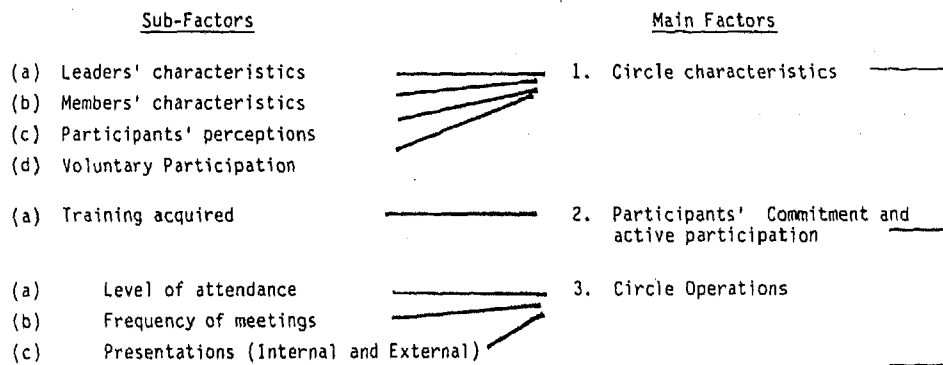 Sub-Factors Main Factors
(a) Leaders' characteristics 1. Circle characteristics
(b) Members' characteristics
(c) Participants' perceptions
(d) Voluntary Participation
(a) Training acquired 2. Participants' Commitment and
active participation
(a) Level of attendance 3. Circle Operations
(b) Frequency of meetings
(c) Presentations (Internal and External)